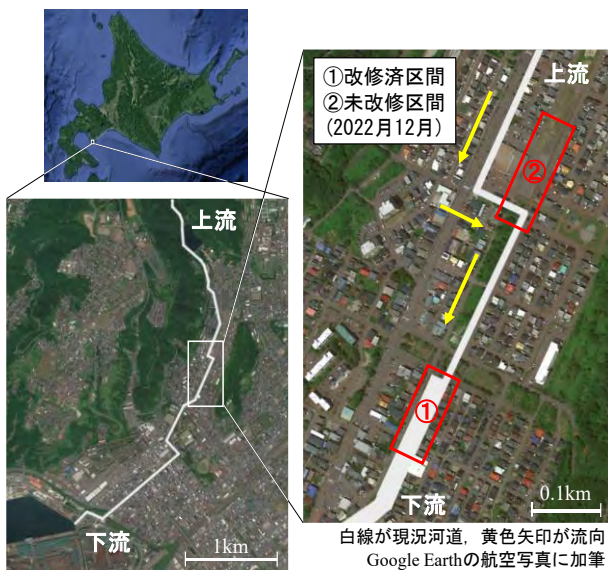 ①改修済区間
②未改修区間
(2022月12月)
上流
②
①
下流
0.1km
上流
下流
1km
白線が現況河道，黄色矢印が流向
Google Earthの航空写真に加筆